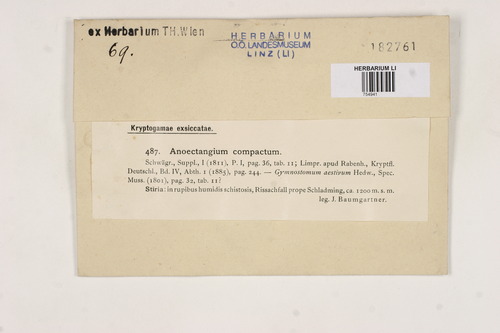 ex Herbarium TH.Wien
69.
HERBARIUM
O.Ö. LANDESMUSEUM
LINZ (LI)
182761
HERBARIUM LI
Kryptogamae exsiccatae.
487. Anoectangium compactum.
Schwägr., Suppl., I (1811), P. I, pag. 36, tab. 11; Limpr. apud Rabenh., Kryptfl.
Deutschl., Bd. IV, Abth. 1 (1885), pag. 244. — Gymnostomum aestivum Hedw., Spec.
Musc. (1801), pag. 32, tab. 11?
Stiria: in rupibus humidis schistosis, Rissachfall prope Schladming, ca. 1200 m. s. m.
leg. J. Baumgartner.